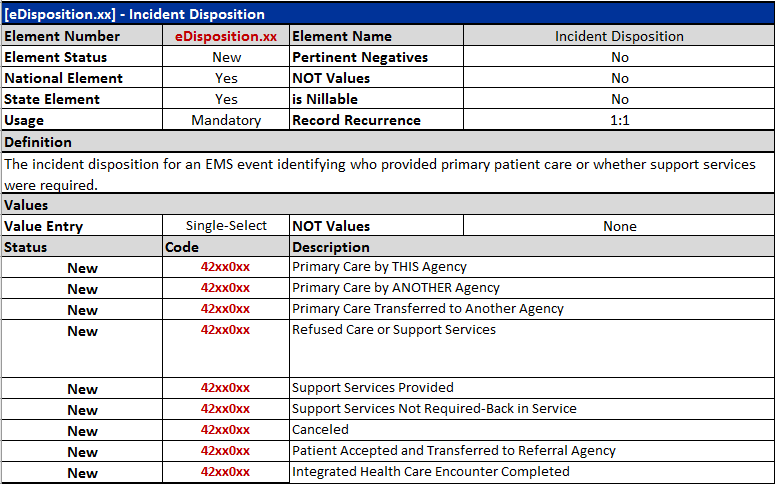 [eDisposition.xx] - Incident Disposition
Element Number eDisposition.xx Element Name Incident Disposition
Element Status New Pertinent Negatives No
National Element Yes NOT Values No
State Element Yes is Nillable No
Usage Mandatory Record Recurrence 1:1
Definition
The incident disposition for an EMS event identifying who provided primary patient care or whether support services
were required.
Values
Value Entry Single-Select NOT Values None
Status Code Description
New 42xx0xx Primary Care by THIS Agency
New 42xx0xx Primary Care by ANOTHER Agency
New 42xx0xx Primary Care Transferred to Another Agency
New 42xx0xx Refused Care or Support Services
New 42xx0xx Support Services Provided
New 42xx0xx Support Services Not Required-Back in Service
New 42xx0xx Canceled
New 42xx0xx Patient Accepted and Transferred to Referral Agency
New 42xx0xx Integrated Health Care Encounter Completed